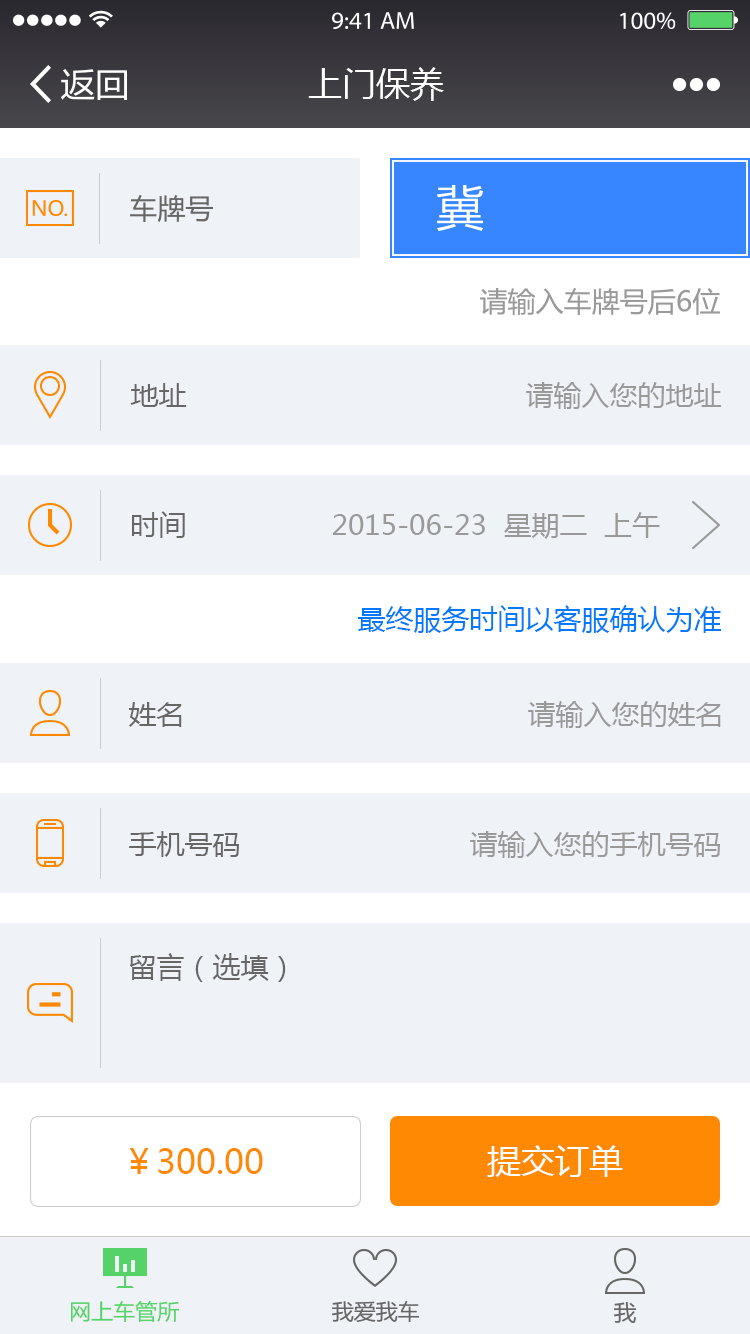 9:41 AM 100%
返回 上门保养
NO. 车牌号 冀
请输入车牌号后6位
地址 请输入您的地址
时间 2015-06-23 星期二 上午
最终服务时间以客服确认为准
姓名 请输入您的姓名
手机号码 请输入您的手机号码
留言（选填）
¥ 300.00 提交订单
网上车管所 我爱我车 我